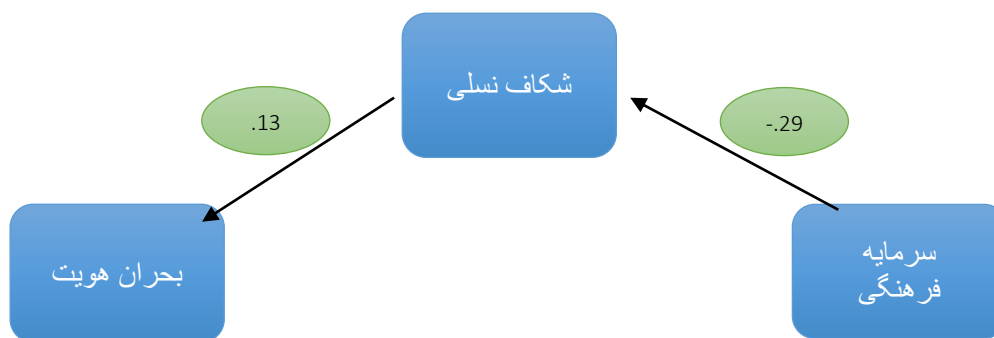 شکاف نسلی
-.29
.13
سرمایه
فرهنگی
بحران هویت